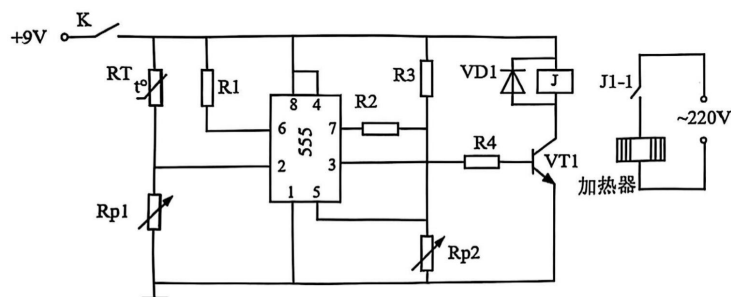 +9V
K
RT
t°
R1
8 4
6 7
555
2 3
1 5
R2
R3
R4
VD1
J
VT1
Rp1
Rp2
J1-1
~220V
加热器